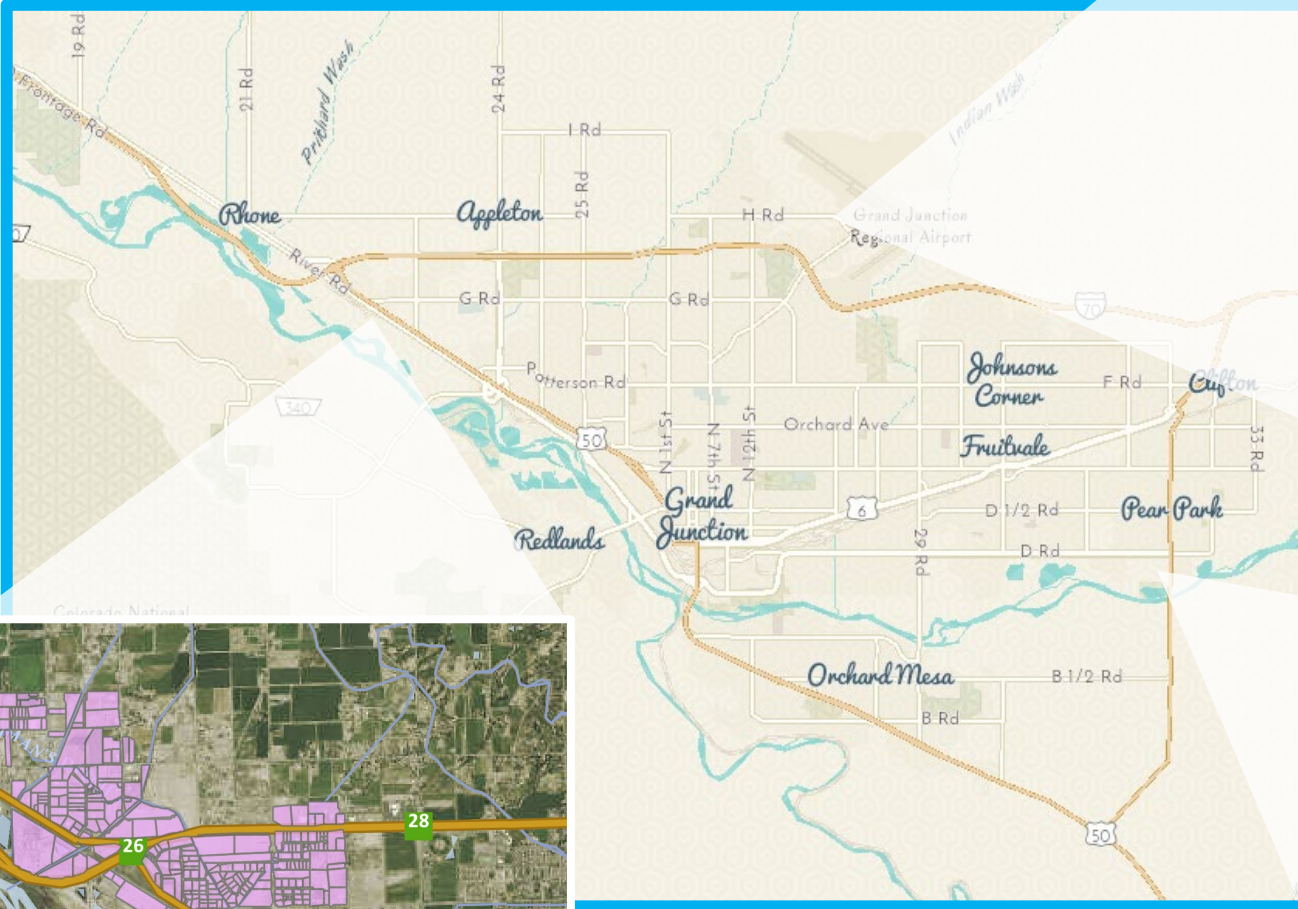 19 Rd
Frontage Rd
21 Rd
Pritchard Wash
24 Rd
I Rd
25 Rd
Indian Wash
Rhone
Appleton
H Rd
Grand Junction
Regional Airport
River Rd
G Rd
G Rd
70
Patterson Rd
Johnsons
Corner
F Rd
Clifton
340
Orchard Ave
50
N 1st St
N 7th St
N 12th St
Fruitvale
33 Rd
Grand
Junction
6
D 1/2 Rd
Pear Park
Redlands
29 Rd
D Rd
Colorado National
Orchard Mesa
B 1/2 Rd
B Rd
50
28
26